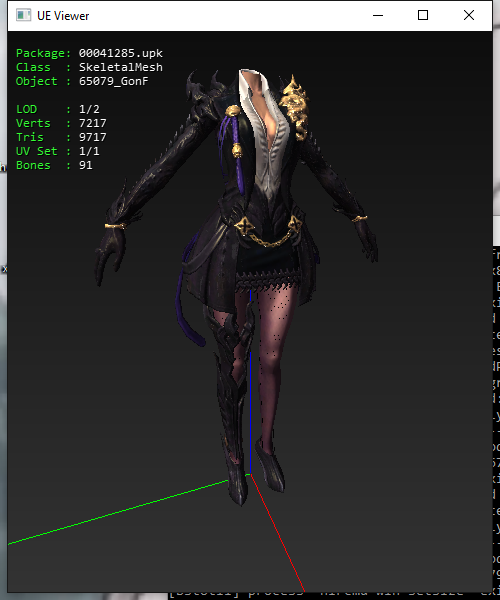 UE Viewer
Package: 00041285.upk
Class : SkeletalMesh
Object : 65079_GonF
LOD : 1/2
Verts : 7217
Tris : 9717
UV Set : 1/1
Bones : 91